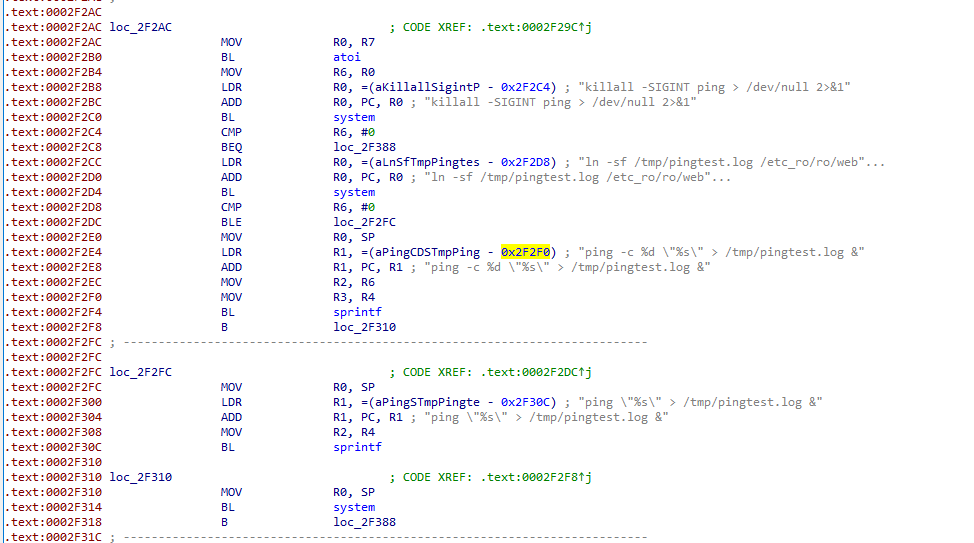 .text:0002F2AC
.text:0002F2AC loc_2F2AC ; CODE XREF: .text:0002F29C↑j
.text:0002F2AC MOV R0, R7
.text:0002F2B0 BL atoi
.text:0002F2B4 MOV R6, R0
.text:0002F2B8 LDR R0, =(aKillallSigintP - 0x2F2C4) ; "killall -SIGINT ping > /dev/null 2>&1"
.text:0002F2BC ADD R0, PC, R0 ; "killall -SIGINT ping > /dev/null 2>&1"
.text:0002F2C0 BL system
.text:0002F2C4 CMP R6, #0
.text:0002F2C8 BEQ loc_2F388
.text:0002F2CC LDR R0, =(aLnSfTmpPingtes - 0x2F2D8) ; "ln -sf /tmp/pingtest.log /etc_ro/ro/web"...
.text:0002F2D0 ADD R0, PC, R0 ; "ln -sf /tmp/pingtest.log /etc_ro/ro/web"...
.text:0002F2D4 BL system
.text:0002F2D8 CMP R6, #0
.text:0002F2DC BLE loc_2F2FC
.text:0002F2E0 MOV R0, SP
.text:0002F2E4 LDR R1, =(aPingCDSTmpPing - 0x2F2F0) ; "ping -c %d \"%s\" > /tmp/pingtest.log &"
.text:0002F2E8 ADD R1, PC, R1 ; "ping -c %d \"%s\" > /tmp/pingtest.log &"
.text:0002F2EC MOV R2, R6
.text:0002F2F0 MOV R3, R4
.text:0002F2F4 BL sprintf
.text:0002F2F8 B loc_2F310
.text:0002F2FC ; ---------------------------------------------------------------------------
.text:0002F2FC
.text:0002F2FC loc_2F2FC ; CODE XREF: .text:0002F2DC↑j
.text:0002F2FC MOV R0, SP
.text:0002F300 LDR R1, =(aPingSTmpPingte - 0x2F30C) ; "ping \"%s\" > /tmp/pingtest.log &"
.text:0002F304 ADD R1, PC, R1 ; "ping \"%s\" > /tmp/pingtest.log &"
.text:0002F308 MOV R2, R4
.text:0002F30C BL sprintf
.text:0002F310
.text:0002F310 loc_2F310 ; CODE XREF: .text:0002F2F8↑j
.text:0002F310 MOV R0, SP
.text:0002F314 BL system
.text:0002F318 B loc_2F388
.text:0002F31C ; ---------------------------------------------------------------------------